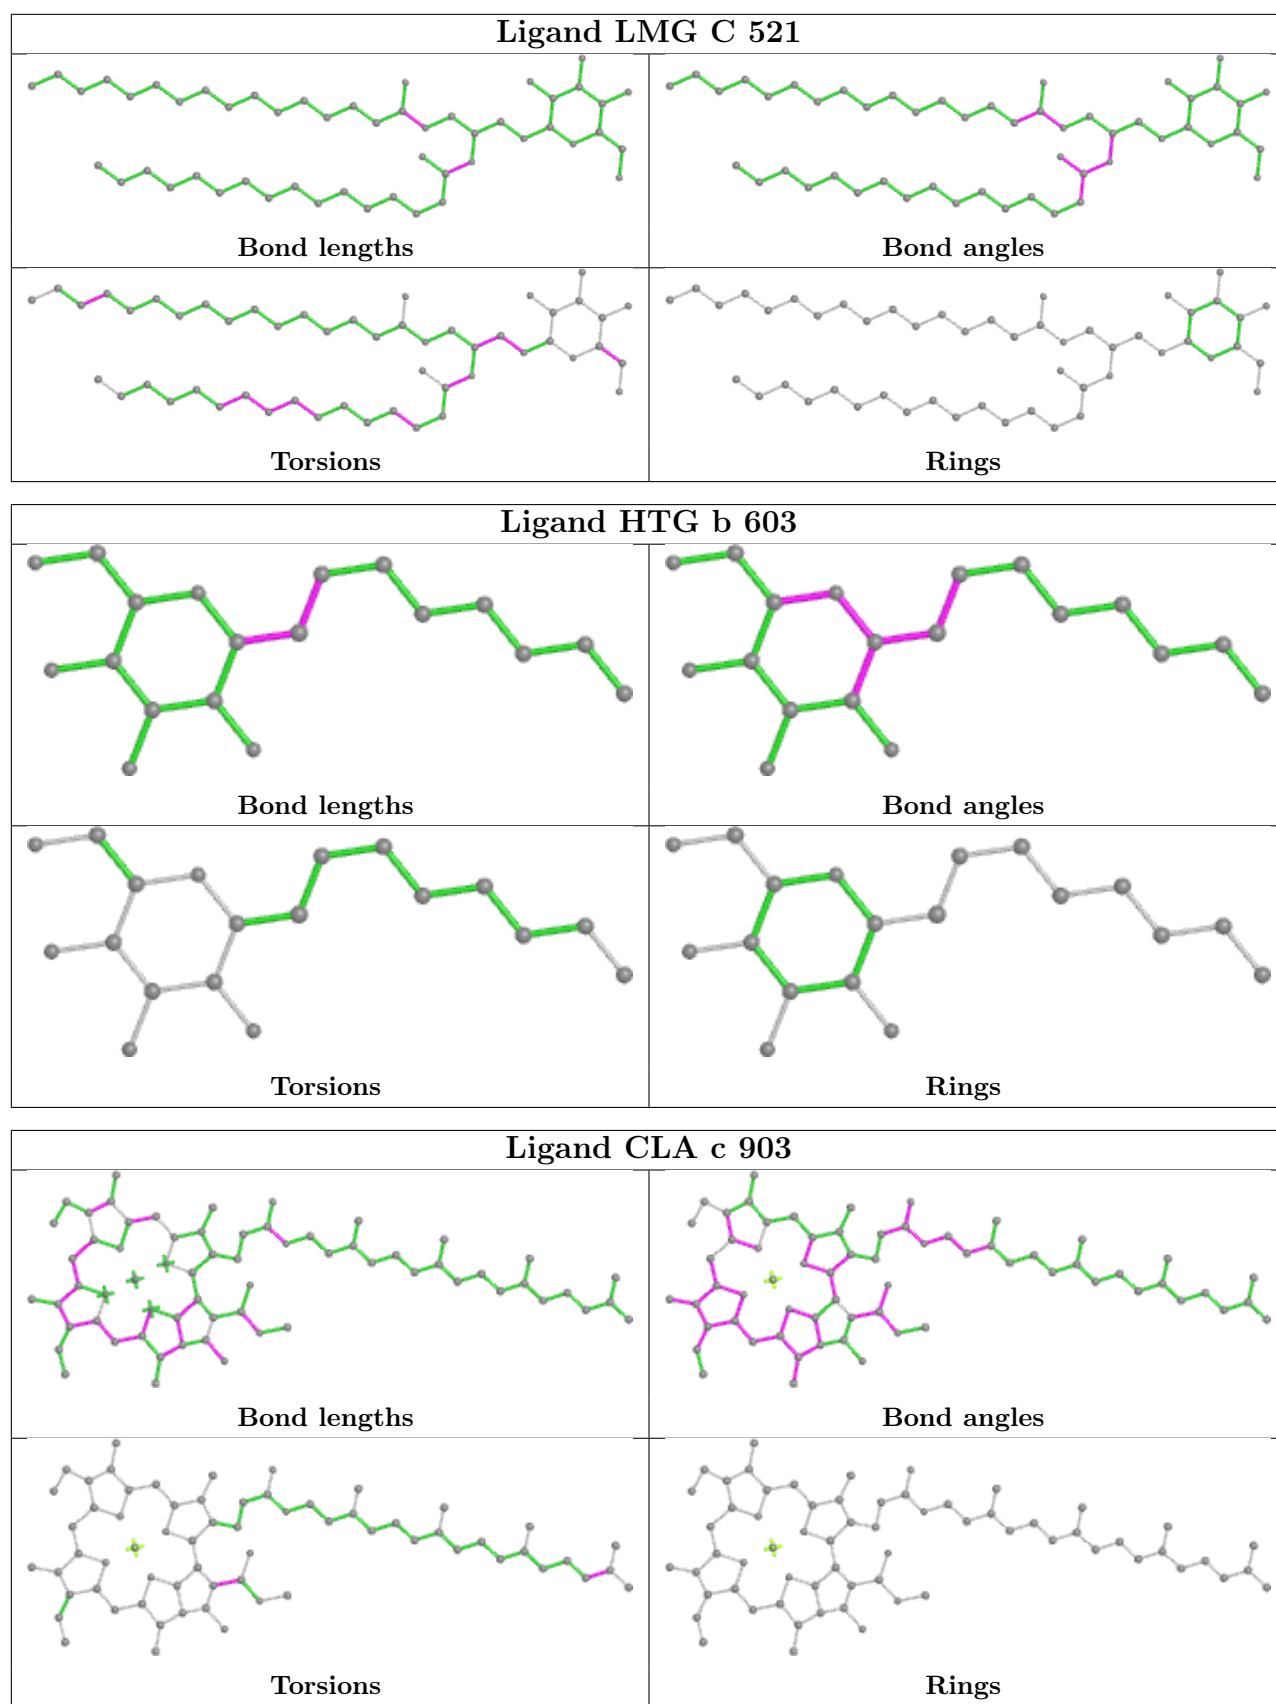 Ligand LMG C 521
Bond lengths
Bond angles
Torsions
Rings
Ligand HTG b 603
Bond lengths
Bond angles
Torsions
Rings
Ligand CLA c 903
Bond lengths
Bond angles
Torsions
Rings